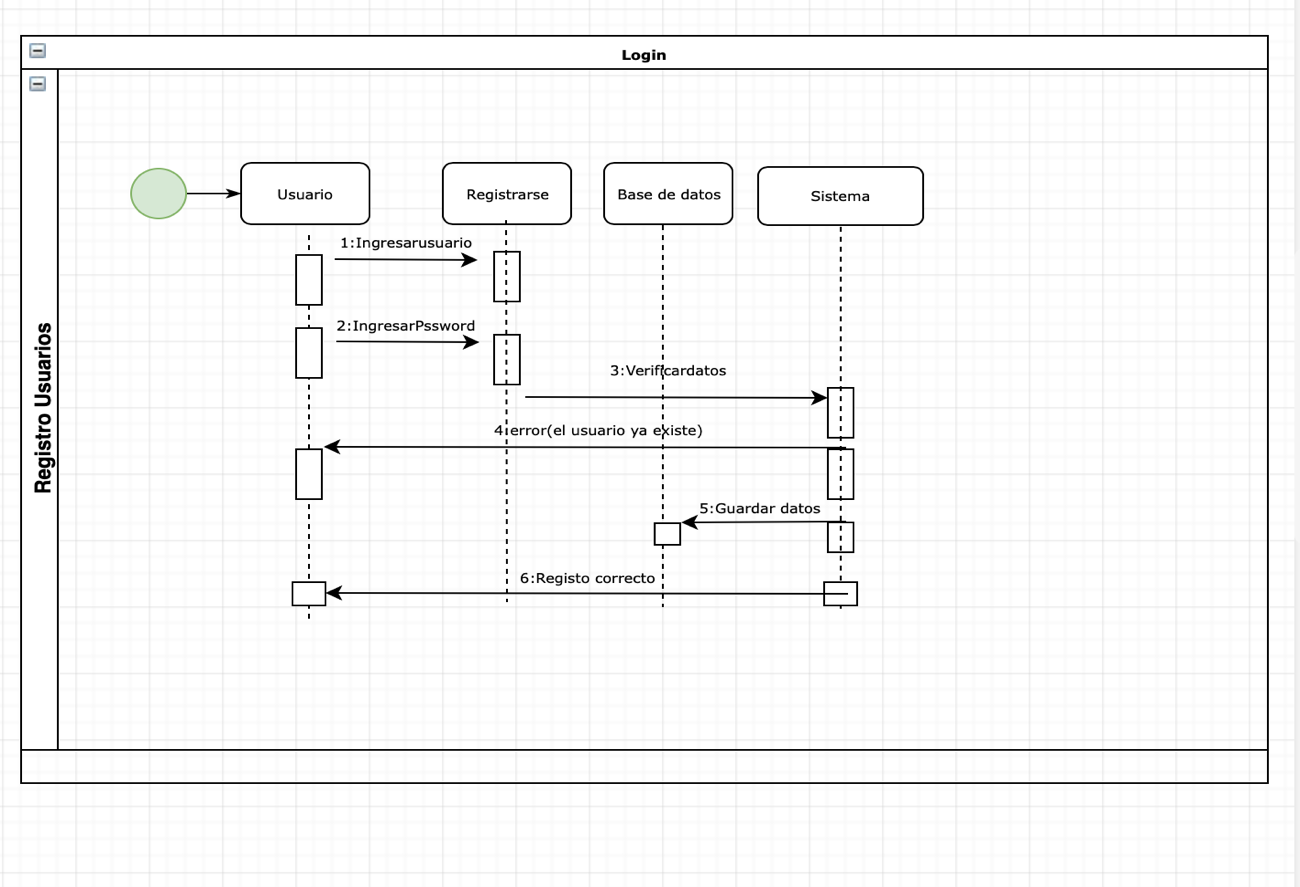 Login
Registro Usuarios
Usuario
Registrarse
Base de datos
Sistema
1:Ingresarusuario
2:IngresarPssword
3:Verificardatos
4:error(el usuario ya existe)
5:Guardar datos
6:Registo correcto